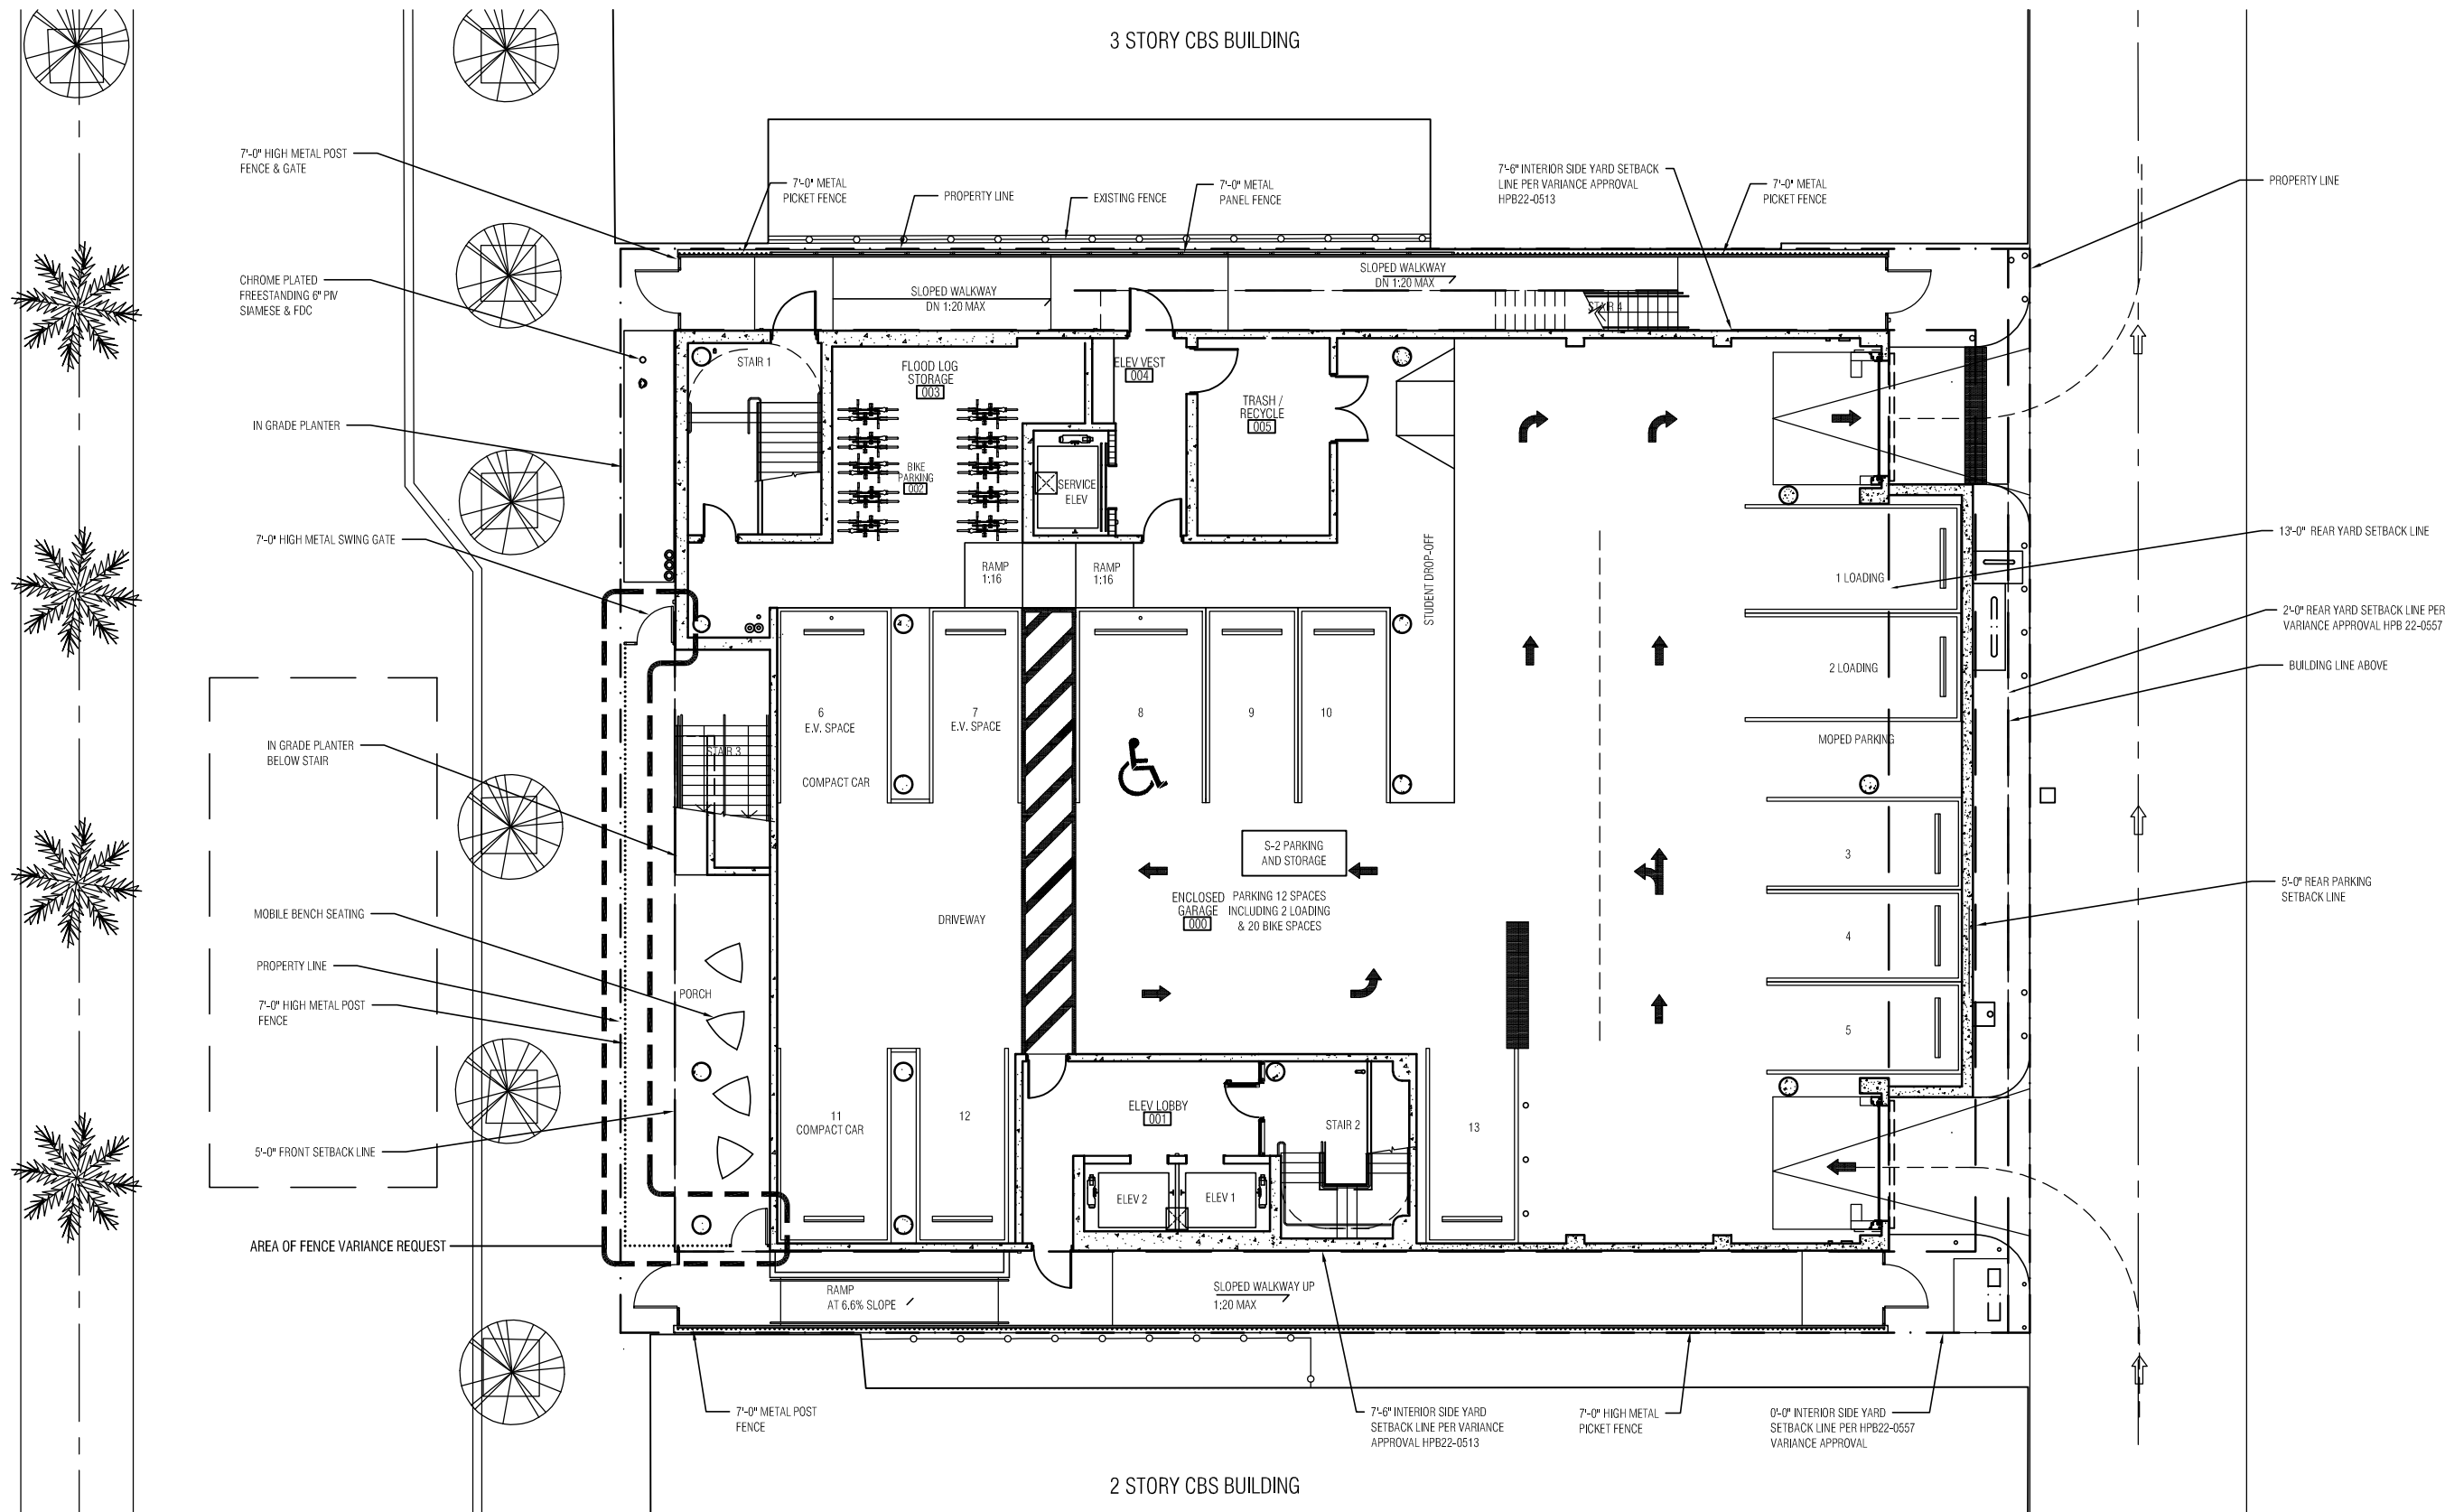 3 STORY CBS BUILDING
7'-0" HIGH METAL POST
FENCE & GATE
7'-0" METAL
PICKET FENCE
PROPERTY LINE
EXISTING FENCE
7'-0" METAL
PANEL FENCE
7'-6" INTERIOR SIDE YARD SETBACK
LINE PER VARIANCE APPROVAL
HPB22-0513
7'-0" METAL
PICKET FENCE
PROPERTY LINE
CHROME PLATED
FREESTANDING 6" PIV
SIAMESE & FDC
SLOPED WALKWAY
DN 1:20 MAX
SLOPED WALKWAY
DN 1:20 MAX
STAIR 4
STAIR 1
FLOOD LOG
STORAGE
003
ELEV VEST
004
TRASH /
RECYCLE
005
IN GRADE PLANTER
BIKE
PARKING
002
SERVICE
ELEV
7'-0" HIGH METAL SWING GATE
13'-0" REAR YARD SETBACK LINE
RAMP
1:16
RAMP
1:16
STUDENT DROP-OFF
1 LOADING
2'-0" REAR YARD SETBACK LINE PER
VARIANCE APPROVAL HPB 22-0557
2 LOADING
BUILDING LINE ABOVE
6
E.V. SPACE
7
E.V. SPACE
8
9
10
MOPED PARKING
IN GRADE PLANTER
BELOW STAIR
STAIR 3
COMPACT CAR
S-2 PARKING
AND STORAGE
3
5'-0" REAR PARKING
SETBACK LINE
MOBILE BENCH SEATING
DRIVEWAY
ENCLOSED
GARAGE
000
PARKING 12 SPACES
INCLUDING 2 LOADING
& 20 BIKE SPACES
4
PROPERTY LINE
PORCH
7'-0" HIGH METAL POST
FENCE
5
11
COMPACT CAR
12
ELEV LOBBY
001
STAIR 2
13
5'-0" FRONT SETBACK LINE
ELEV 2
ELEV 1
AREA OF FENCE VARIANCE REQUEST
RAMP
AT 6.6% SLOPE
SLOPED WALKWAY UP
1:20 MAX
7'-0" METAL POST
FENCE
7'-6" INTERIOR SIDE YARD
SETBACK LINE PER VARIANCE
APPROVAL HPB22-0513
7'-0" HIGH METAL
PICKET FENCE
0'-0" INTERIOR SIDE YARD
SETBACK LINE PER HPB22-0557
VARIANCE APPROVAL
2 STORY CBS BUILDING